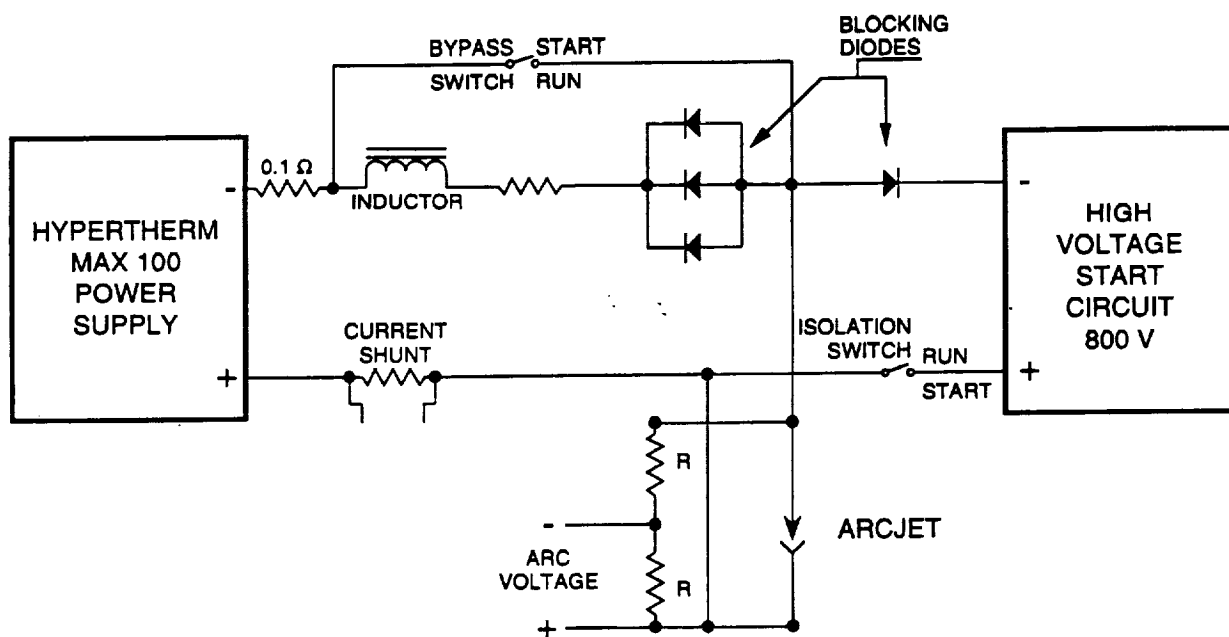 BLOCKING
DIODES
BYPASS START
SWITCH RUN
0.1 Ω
-
INDUCTOR
-
HYPERTHERM
MAX 100
POWER
SUPPLY
HIGH
VOLTAGE
START
CIRCUIT
800 V
CURRENT
SHUNT
ISOLATION
SWITCH RUN
START
+
+
R
-
ARCJET
ARC
VOLTAGE
R
+